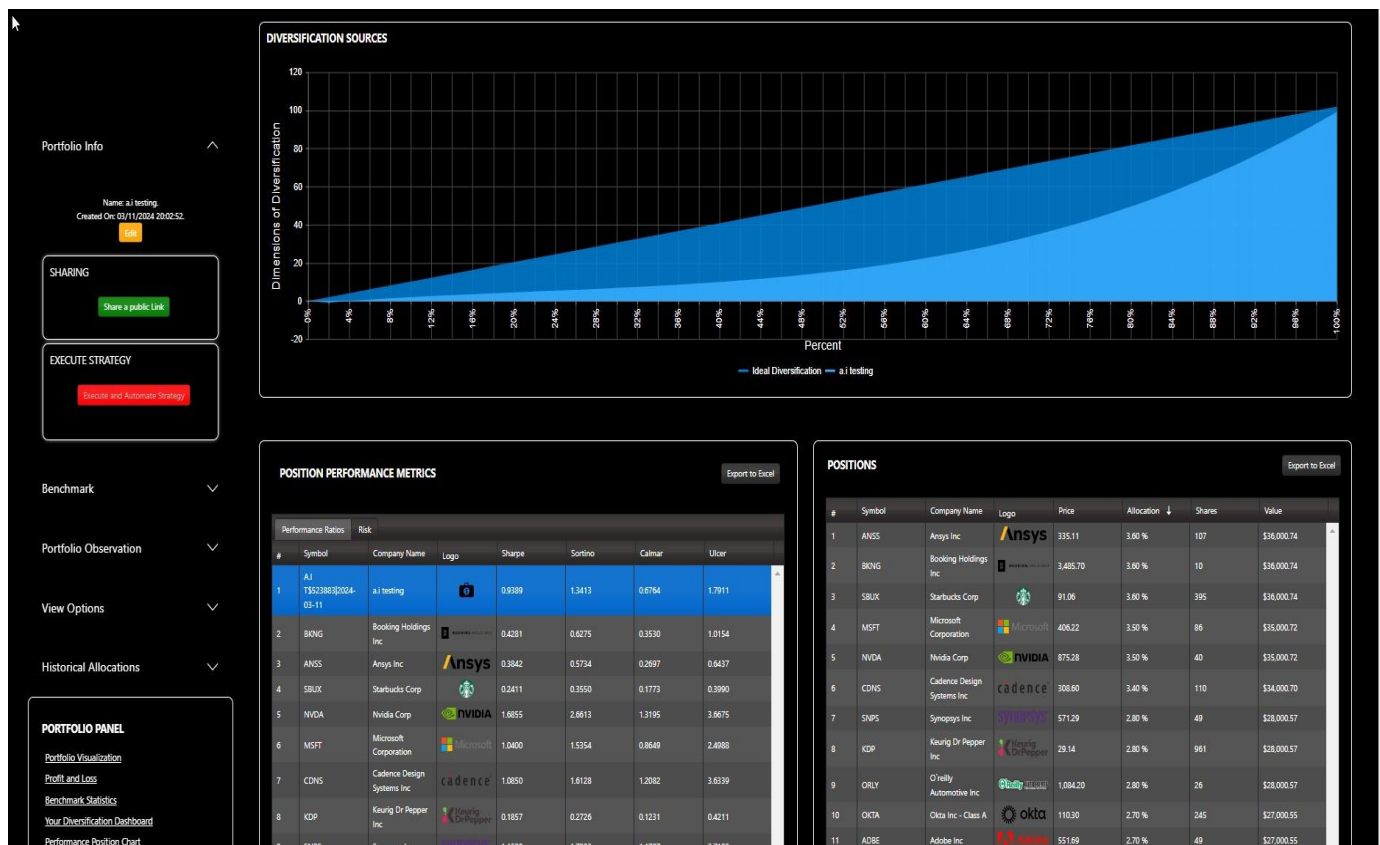 DIVERSIFICATION SOURCES
Dimensions of Diversification
120
100
80
60
40
20
0
-20
0% 4% 8% 12% 16% 20% 24% 28% 32% 36% 40% 44% 48% 52% 56% 60% 64% 68% 72% 76% 80% 84% 88% 92% 96% 100%
Percent
Ideal Diversification a.i testing
Portfolio Info
Name: a.i testing.
Created On: 03/11/2024 20:02:52.
Edit
SHARING
Share a public Link
EXECUTE STRATEGY
Execute and Automate Strategy
Benchmark
Portfolio Observation
View Options
Historical Allocations
PORTFOLIO PANEL
Portfolio Visualization
Profit and Loss
Benchmark Statistics
Your Diversification Dashboard
Performance Position Chart
POSITION PERFORMANCE METRICS
Export to Excel
Performance Ratios Risk
# Symbol Company Name Logo Sharpe Sortino Calmar Ulcer
1 A.I T$523883|2024-03-11 a.i testing 0.9389 1.3413 0.6764 1.7911
2 BKNG Booking Holdings Inc 0.4281 0.6275 0.3530 1.0154
3 ANSS Ansys Inc Ansys 0.3842 0.5734 0.2697 0.6437
4 SBUX Starbucks Corp 0.2411 0.3550 0.1773 0.3990
5 NVDA Nvidia Corp NVIDIA 1.6855 2.6613 1.3195 3.6675
6 MSFT Microsoft Corporation Microsoft 1.0400 1.5354 0.8649 2.4988
7 CDNS Cadence Design Systems Inc cadence 1.0850 1.6128 1.2082 3.6339
8 KDP Keurig Dr Pepper Inc Keurig DrPepper 0.1857 0.2726 0.1231 0.4211
POSITIONS
Export to Excel
# Symbol Company Name Logo Price Allocation ↓ Shares Value
1 ANSS Ansys Inc Ansys 335.11 3.60 % 107 $36,000.74
2 BKNG Booking Holdings Inc 3,485.70 3.60 % 10 $36,000.74
3 SBUX Starbucks Corp 91.06 3.60 % 395 $36,000.74
4 MSFT Microsoft Corporation Microsoft 406.22 3.50 % 86 $35,000.72
5 NVDA Nvidia Corp NVIDIA 875.28 3.50 % 40 $35,000.72
6 CDNS Cadence Design Systems Inc cadence 308.60 3.40 % 110 $34,000.70
7 SNPS Synopsys Inc SYNOPSYS 571.29 2.80 % 49 $28,000.57
8 KDP Keurig Dr Pepper Inc Keurig DrPepper 29.14 2.80 % 961 $28,000.57
9 ORLY O'reilly Automotive Inc O'Reilly 1,084.20 2.80 % 26 $28,000.57
10 OKTA Okta Inc - Class A okta 110.30 2.70 % 245 $27,000.55
11 ADBE Adobe Inc Adobe 551.69 2.70 % 49 $27,000.55